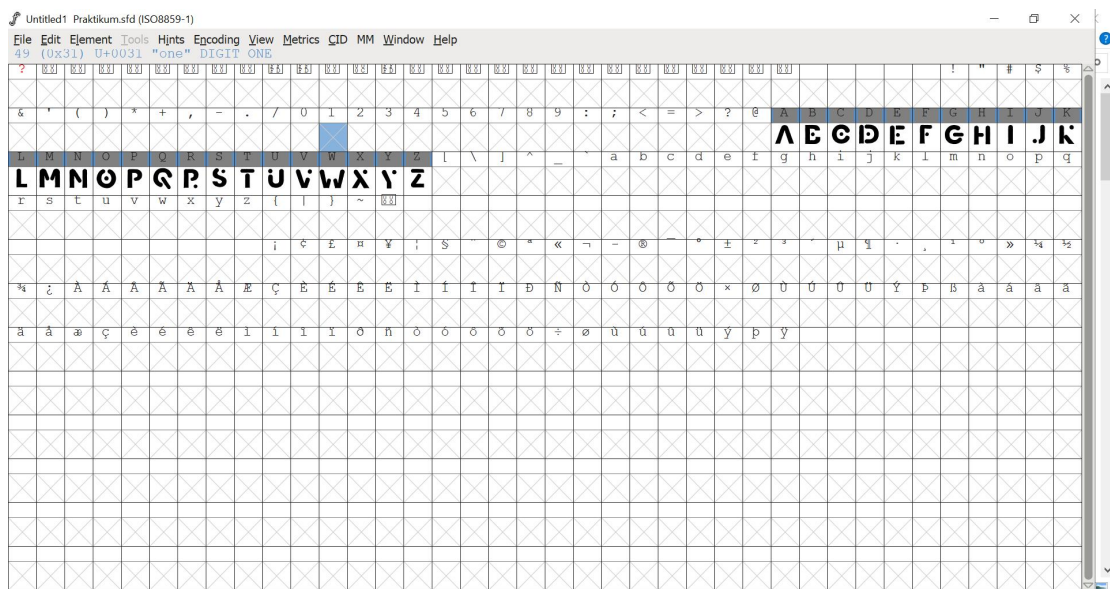 Untitled1 Praktikum.sfd (ISO8859-1)
File Edit Element Tools Hints Encoding View Metrics CID MM Window Help
49 (0x31) U+0031 "one" DIGIT ONE
? ! " # $ %
& ' ( ) * + , - . / 0 1 2 3 4 5 6 7 8 9 : ; < = > ? @ A B C D E F G H I J K
A B C D E F G H I J K
L M N O P Q R S T U V W X Y Z [ \ ] ^ _ ` a b c d e f g h i j k l m n o p q
L M N O P Q R S T U V W X Y Z
r s t u v w x y z { | } ~
¡ ¢ £ ¤ ¥ ¦ § ¨ © ª « ¬ - ® ¯ ° ± ² ³ ´ µ ¶ · ¸ ¹ º » ¼ ½
¾ ¿ À Á Â Ã Ä Å Æ Ç È É Ê Ë Ì Í Î Ï Ð Ñ Ò Ó Ô Õ Ö × Ø Ù Ú Û Ü Ý Þ ß à á â ã
ä å æ ç è é ê ë ì í î ï ð ñ ò ó ô õ ö ÷ ø ù ú û ü ý þ ÿ